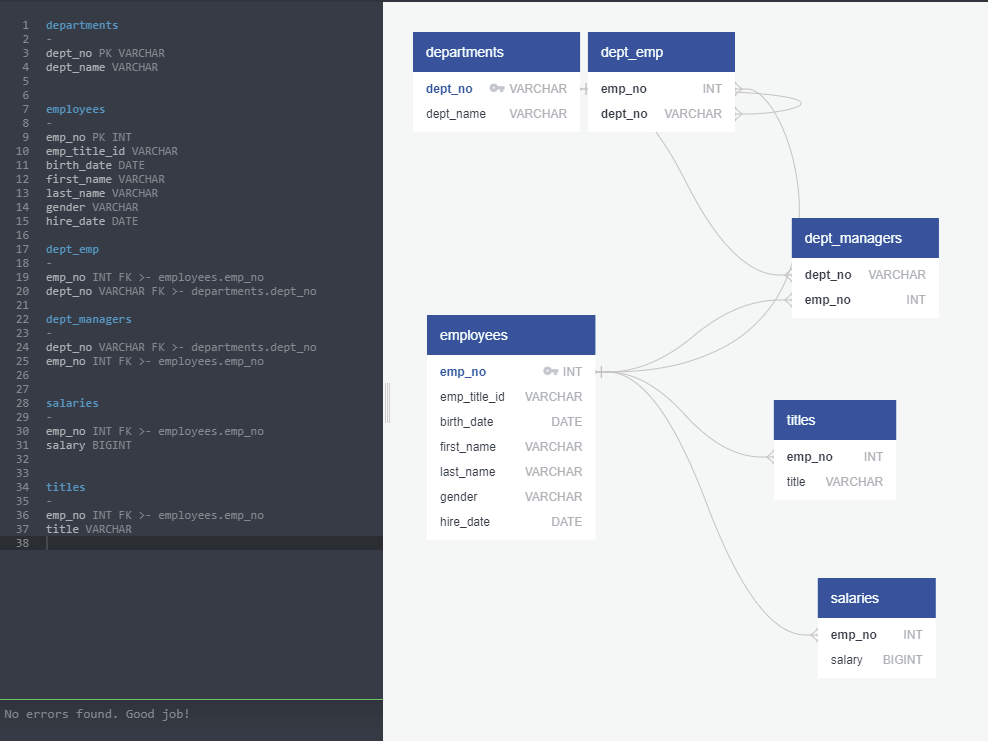 1 departments
2 -
3 dept_no PK VARCHAR
4 dept_name VARCHAR
5
6
7 employees
8 -
9 emp_no PK INT
10 emp_title_id VARCHAR
11 birth_date DATE
12 first_name VARCHAR
13 last_name VARCHAR
14 gender VARCHAR
15 hire_date DATE
16
17 dept_emp
18 -
19 emp_no INT FK >- employees.emp_no
20 dept_no VARCHAR FK >- departments.dept_no
21
22 dept_managers
23 -
24 dept_no VARCHAR FK >- departments.dept_no
25 emp_no INT FK >- employees.emp_no
26
27
28 salaries
29 -
30 emp_no INT FK >- employees.emp_no
31 salary BIGINT
32
33
34 titles
35 -
36 emp_no INT FK >- employees.emp_no
37 title VARCHAR
38
No errors found. Good job!
departments
dept_no VARCHAR
dept_name VARCHAR
dept_emp
emp_no INT
dept_no VARCHAR
dept_managers
dept_no VARCHAR
emp_no INT
employees
emp_no INT
emp_title_id VARCHAR
birth_date DATE
first_name VARCHAR
last_name VARCHAR
gender VARCHAR
hire_date DATE
titles
emp_no INT
title VARCHAR
salaries
emp_no INT
salary BIGINT